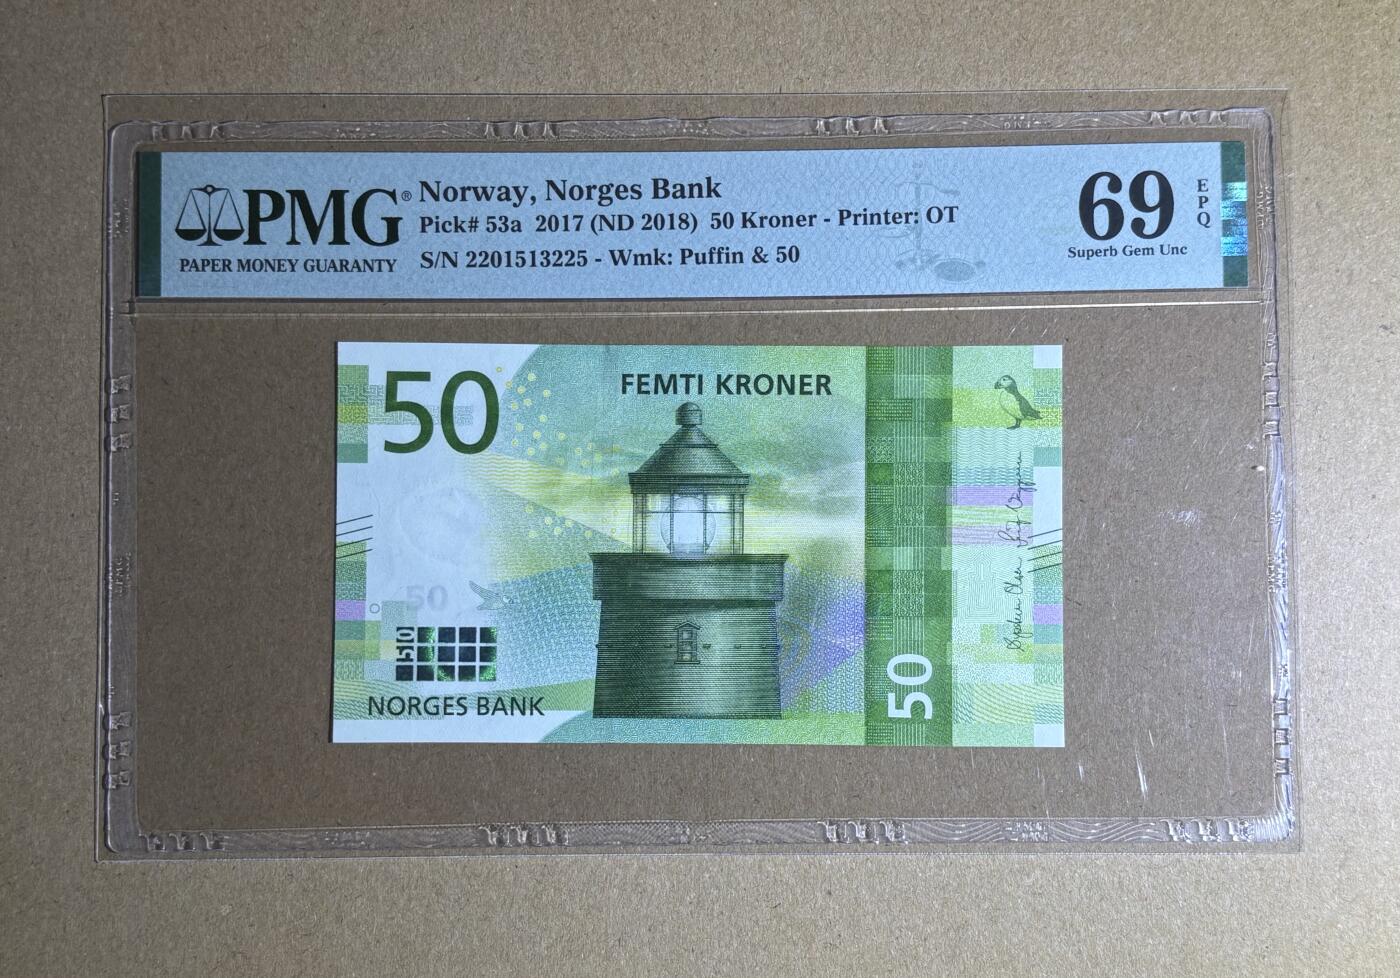 PMG®
PAPER MONEY GUARANTY
Norway, Norges Bank
Pick# 53a 2017 (ND 2018) 50 Kroner - Printer: OT
S/N 2201513225 - Wmk: Puffin & 50
69
EPQ
Superb Gem Unc
50
FEMTI KRONER
50
50
NORGES BANK
50